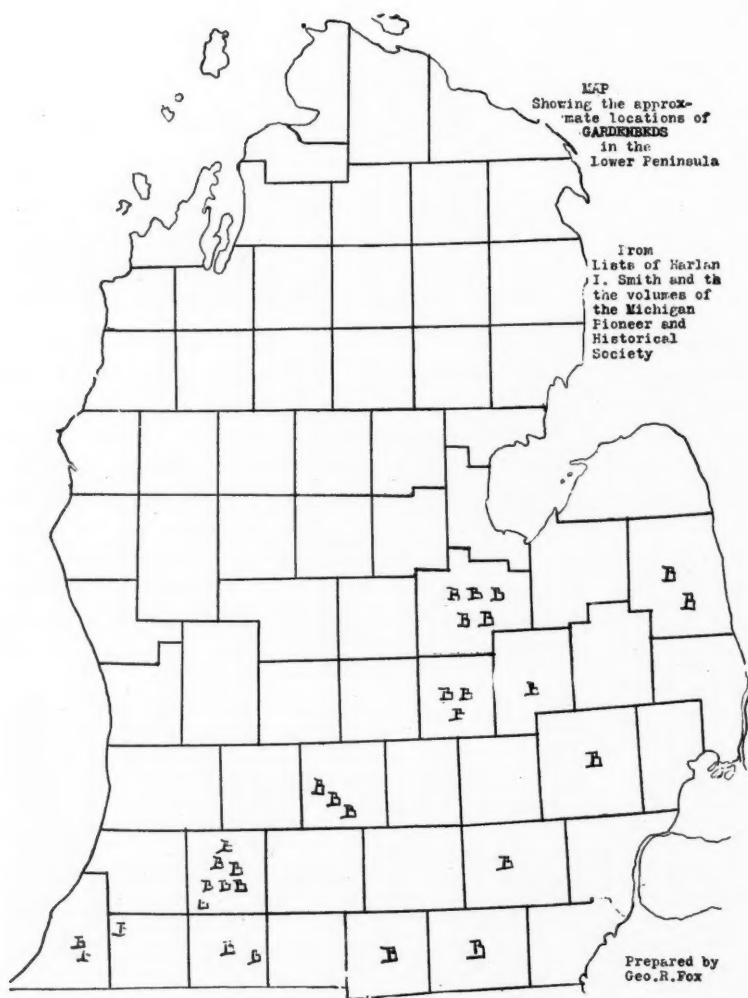 MAP
Showing the approx-
mate locations of
GARDENBEDS
in the
Lower Peninsula
From
Lists of Harlan
I. Smith and th
the volumes of
the Michigan
Pioneer and
Historical
Society
B B B
B B
B
B
B B
B
B
B
B
B
B
B
B B
B B B
B
B
B
B
B
B
B
B
B
Prepared by
Geo.R.Fox